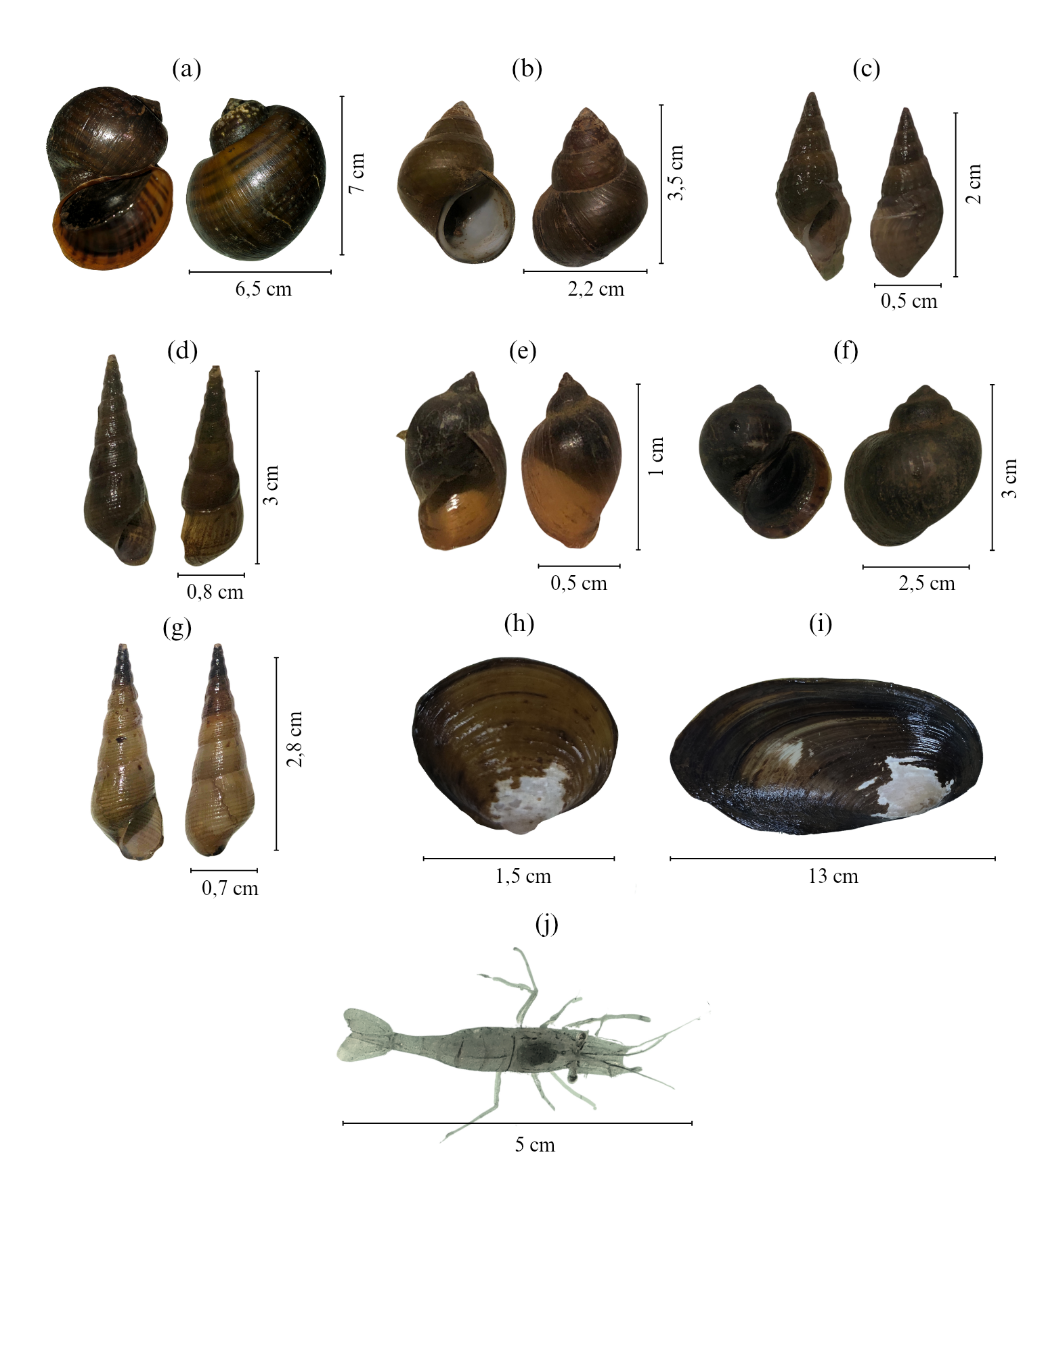 (a)
(b)
(c)
7 cm
6,5 cm
3,5 cm
2,2 cm
2 cm
0,5 cm
(d)
(e)
(f)
3 cm
0,8 cm
1 cm
0,5 cm
3 cm
2,5 cm
(g)
(h)
(i)
2,8 cm
0,7 cm
1,5 cm
13 cm
(j)
5 cm